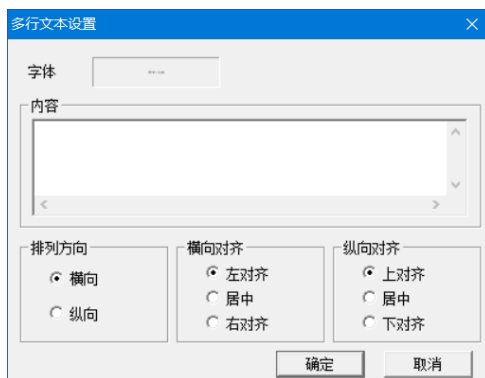 多行文本设置
字体
内容
排列方向
横向
纵向
横向对齐
左对齐
居中
右对齐
纵向对齐
上对齐
居中
下对齐
确定 取消